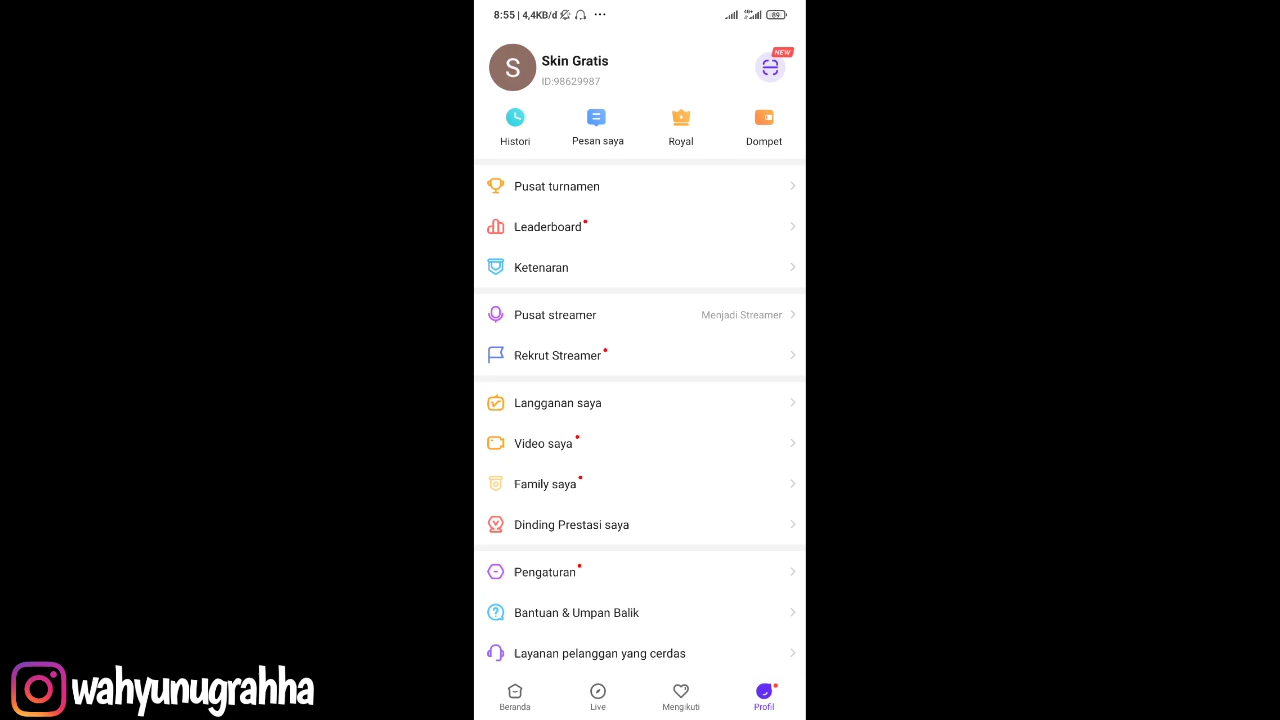 8:55 | 4,4KB/d ...
89
NEW
S
Skin Gratis
ID:98629987
Histori
Pesan saya
Royal
Dompet
Pusat turnamen
Leaderboard
Ketenaran
Pusat streamer
Menjadi Streamer
Rekrut Streamer
Langganan saya
Video saya
Family saya
Dinding Prestasi saya
Pengaturan
Bantuan & Umpan Balik
Layanan pelanggan yang cerdas
Beranda
Live
Mengikuti
Profil
wahyunugrahha